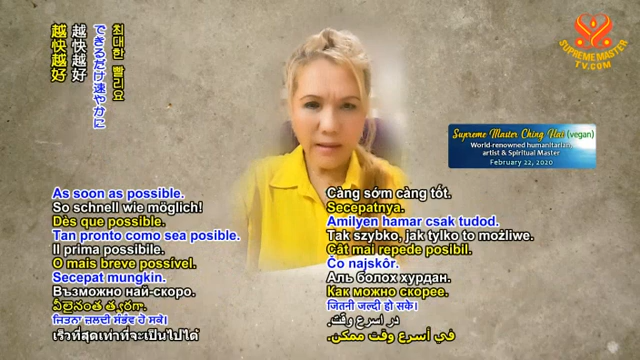 최대한 빨리요
できるだけ速やかに
越快越好
越快越好
SUPREME MASTER
TV.COM
Supreme Master Ching Hai (vegan)
World-renowned humanitarian,
artist & Spiritual Master
February 22, 2020
As soon as possible.
So schnell wie möglich!
Dès que possible.
Tan pronto como sea posible.
Il prima possibile.
O mais breve possível.
Secepat mungkin.
Възможно най-скоро.
వీలైనంత త్వరగా.
ਜਿਤਨਾ ਜਲਦੀ ਸੰਭਵ ਹੋ ਸਕੇ।
เร็วที่สุดเท่าที่จะเป็นไปได้
Càng sớm càng tốt.
Secepatnya.
Amilyen hamar csak tudod.
Tak szybko, jak tylko to możliwe.
Cât mai repede posibil.
Čo najskôr.
Аль болох хурдан.
Как можно скорее.
जितनी जल्दी हो सके।
در اسرع وقت.
في أسرع وقت ممكن.